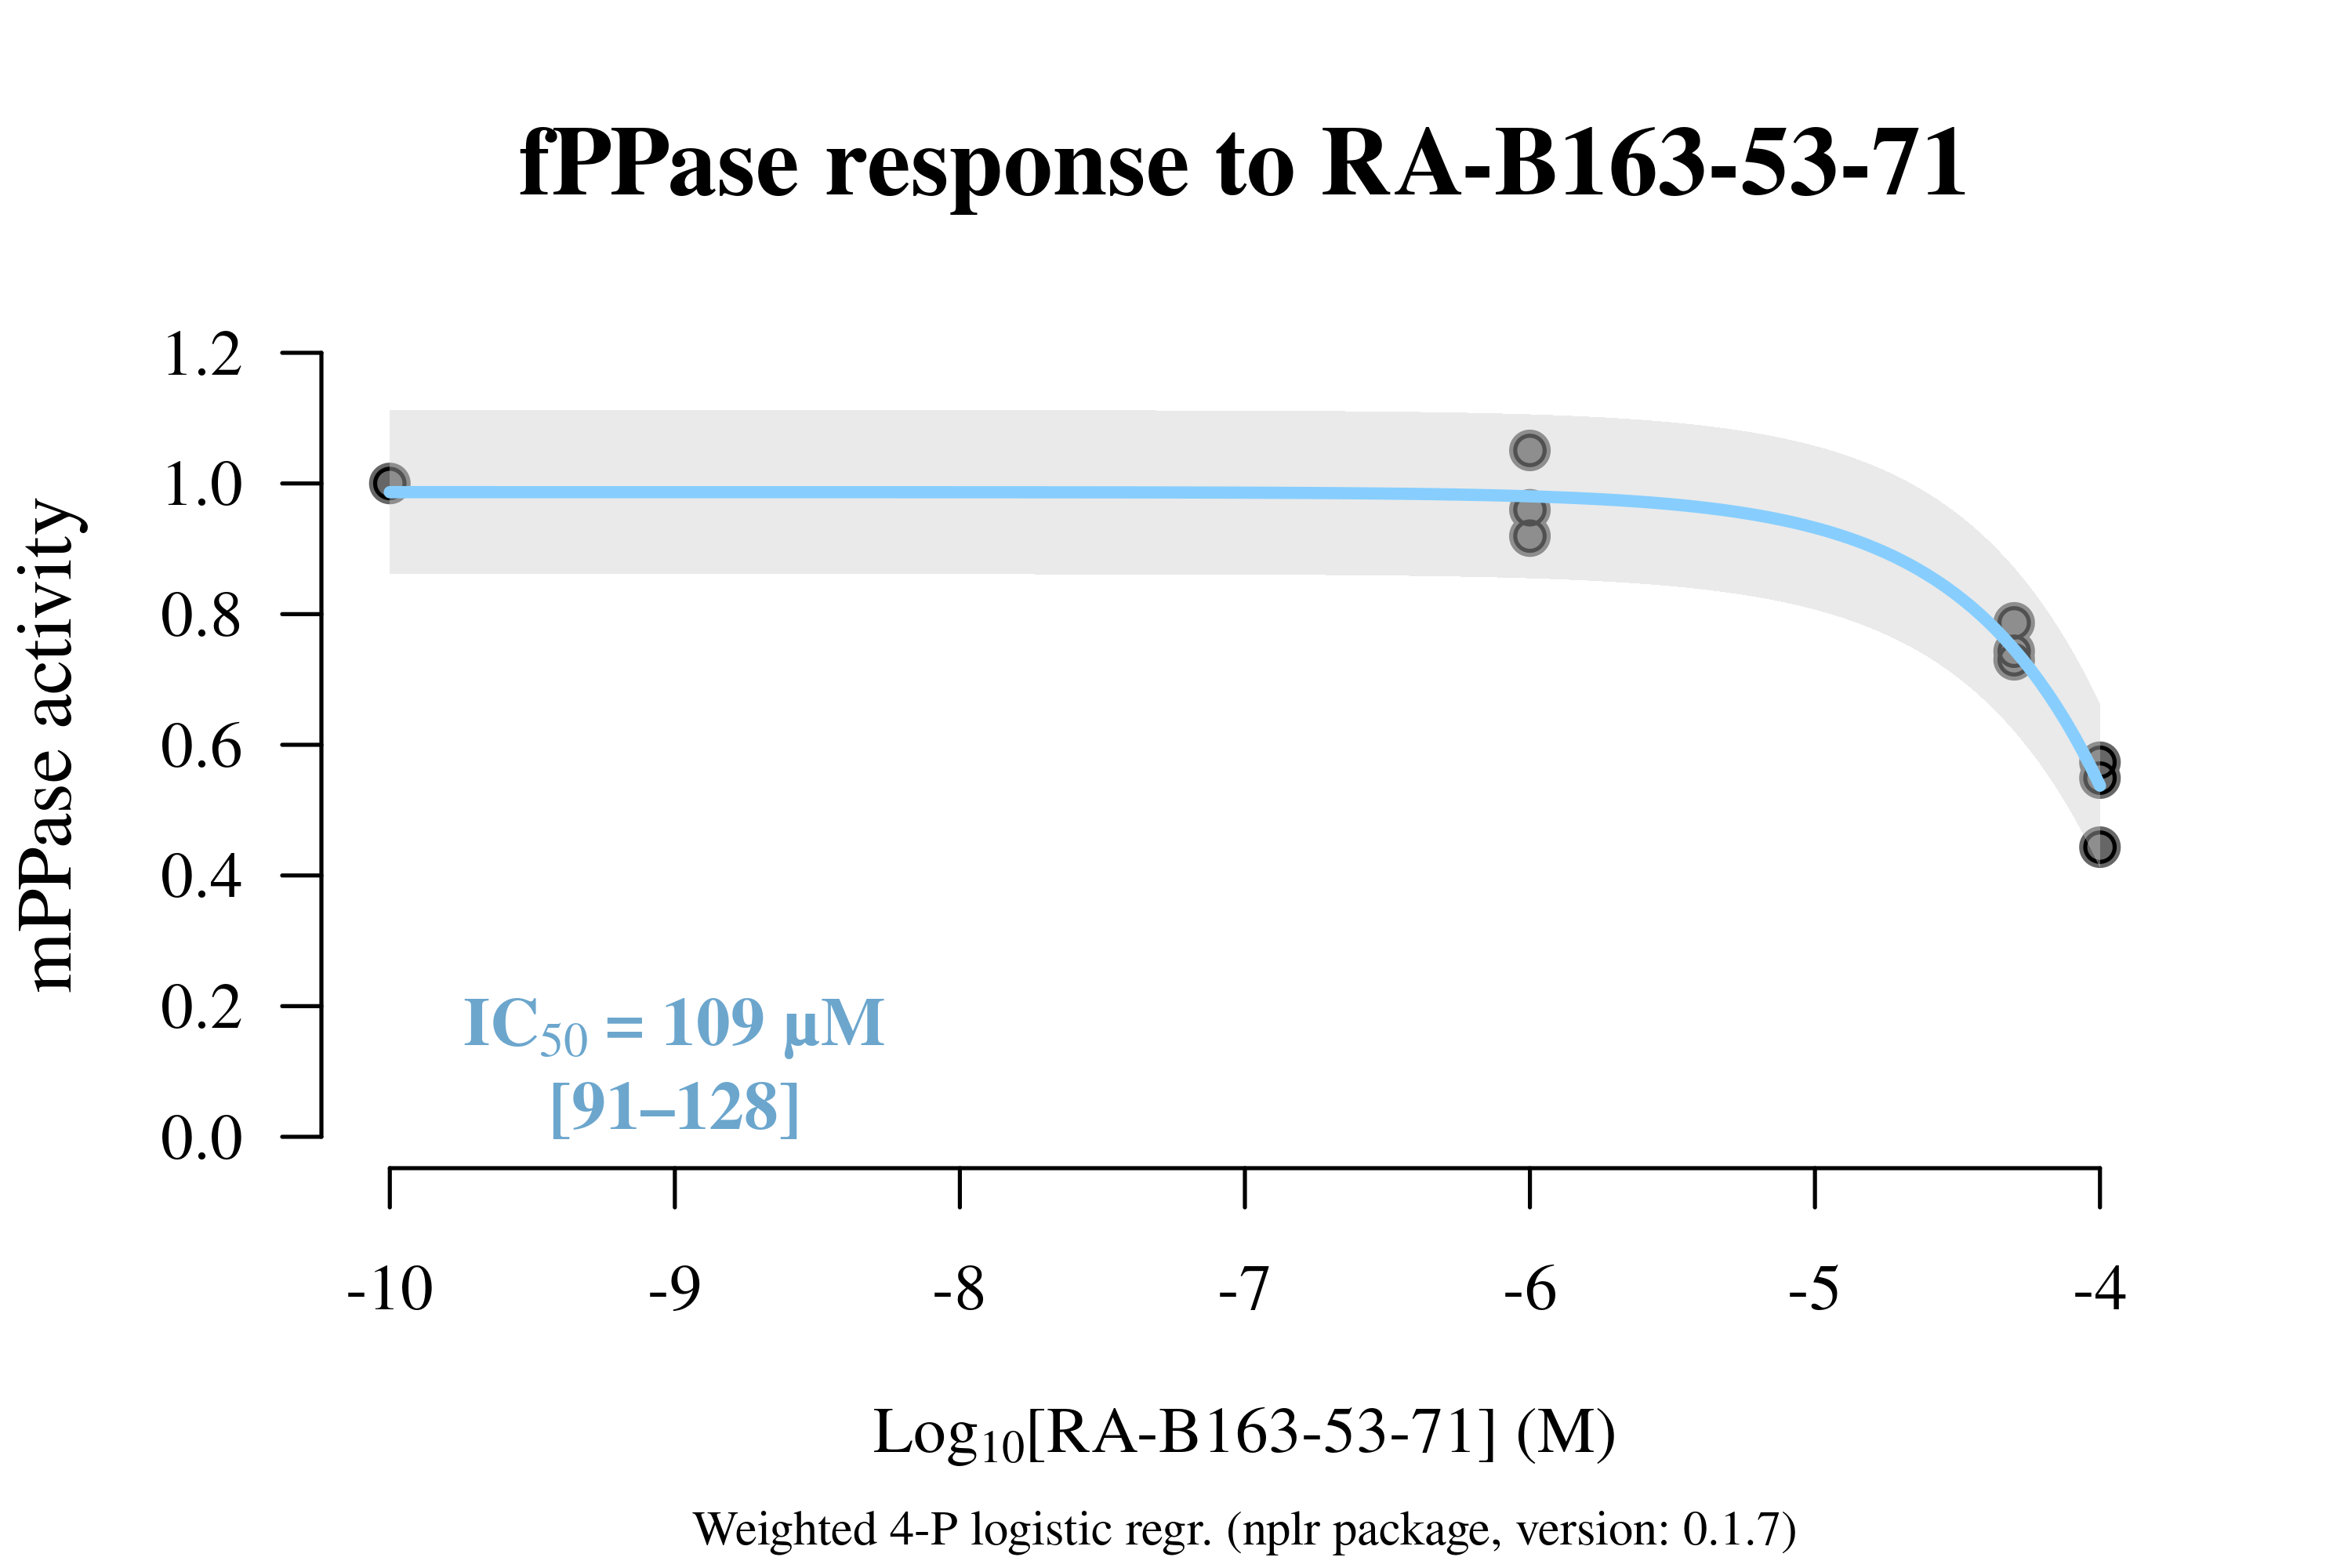 fPPase response to RA-B163-53-71
mPPase activity
1.2
1.0
0.8
0.6
0.4
0.2
0.0
IC50 = 109 µM
[91–128]
-10 -9 -8 -7 -6 -5 -4
Log10[RA-B163-53-71] (M)
Weighted 4-P logistic regr. (nplr package, version: 0.1.7)